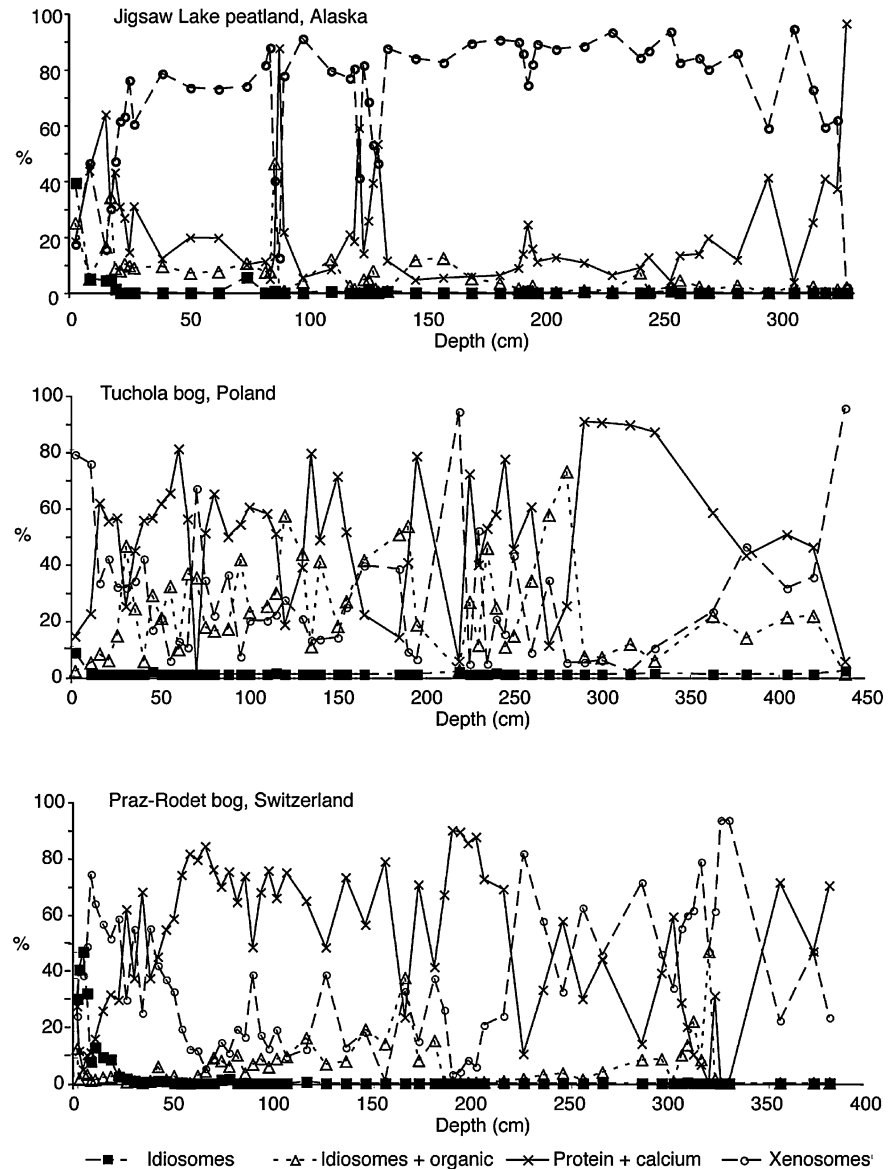 Jigsaw Lake peatland, Alaska
100
80
60
%
40
20
0
0 50 100 150 200 250 300
Depth (cm)
Tuchola bog, Poland
100
80
60
%
40
20
0
0 50 100 150 200 250 300 350 400 450
Depth (cm)
Praz-Rodet bog, Switzerland
100
80
60
%
40
20
0
0 50 100 150 200 250 300 350 400
Depth (cm)
Idiosomes Idiosomes + organic Protein + calcium Xenosomes